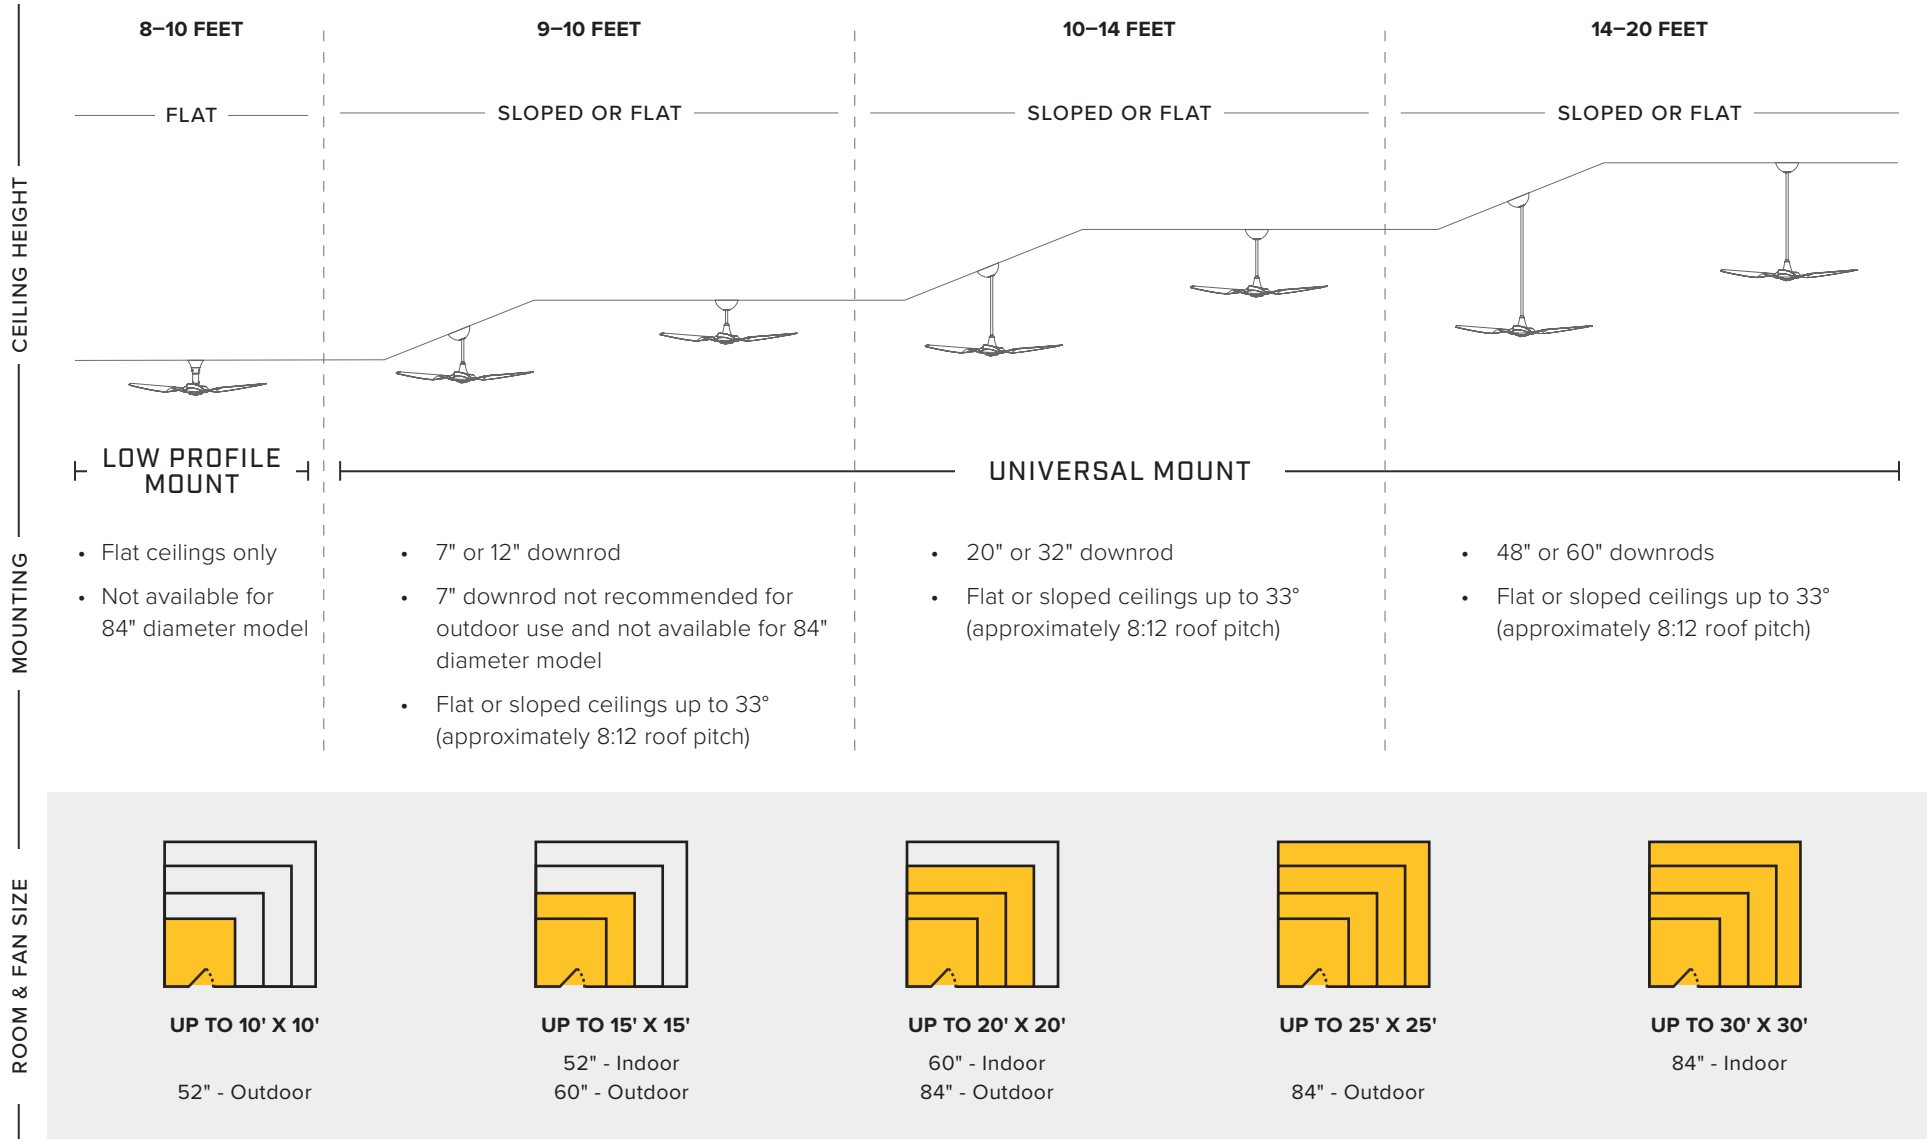 CEILING HEIGHT
8–10 FEET
9–10 FEET
10–14 FEET
14–20 FEET
FLAT
SLOPED OR FLAT
SLOPED OR FLAT
SLOPED OR FLAT
MOUNTING
LOW PROFILE
MOUNT
UNIVERSAL MOUNT
• Flat ceilings only
• Not available for
84" diameter model
• 7" or 12" downrod
• 7" downrod not recommended for
outdoor use and not available for 84"
diameter model
• Flat or sloped ceilings up to 33°
(approximately 8:12 roof pitch)
• 20" or 32" downrod
• Flat or sloped ceilings up to 33°
(approximately 8:12 roof pitch)
• 48" or 60" downrods
• Flat or sloped ceilings up to 33°
(approximately 8:12 roof pitch)
ROOM & FAN SIZE
UP TO 10' X 10'
52" - Outdoor
UP TO 15' X 15'
52" - Indoor
60" - Outdoor
UP TO 20' X 20'
60" - Indoor
84" - Outdoor
UP TO 25' X 25'
84" - Outdoor
UP TO 30' X 30'
84" - Indoor